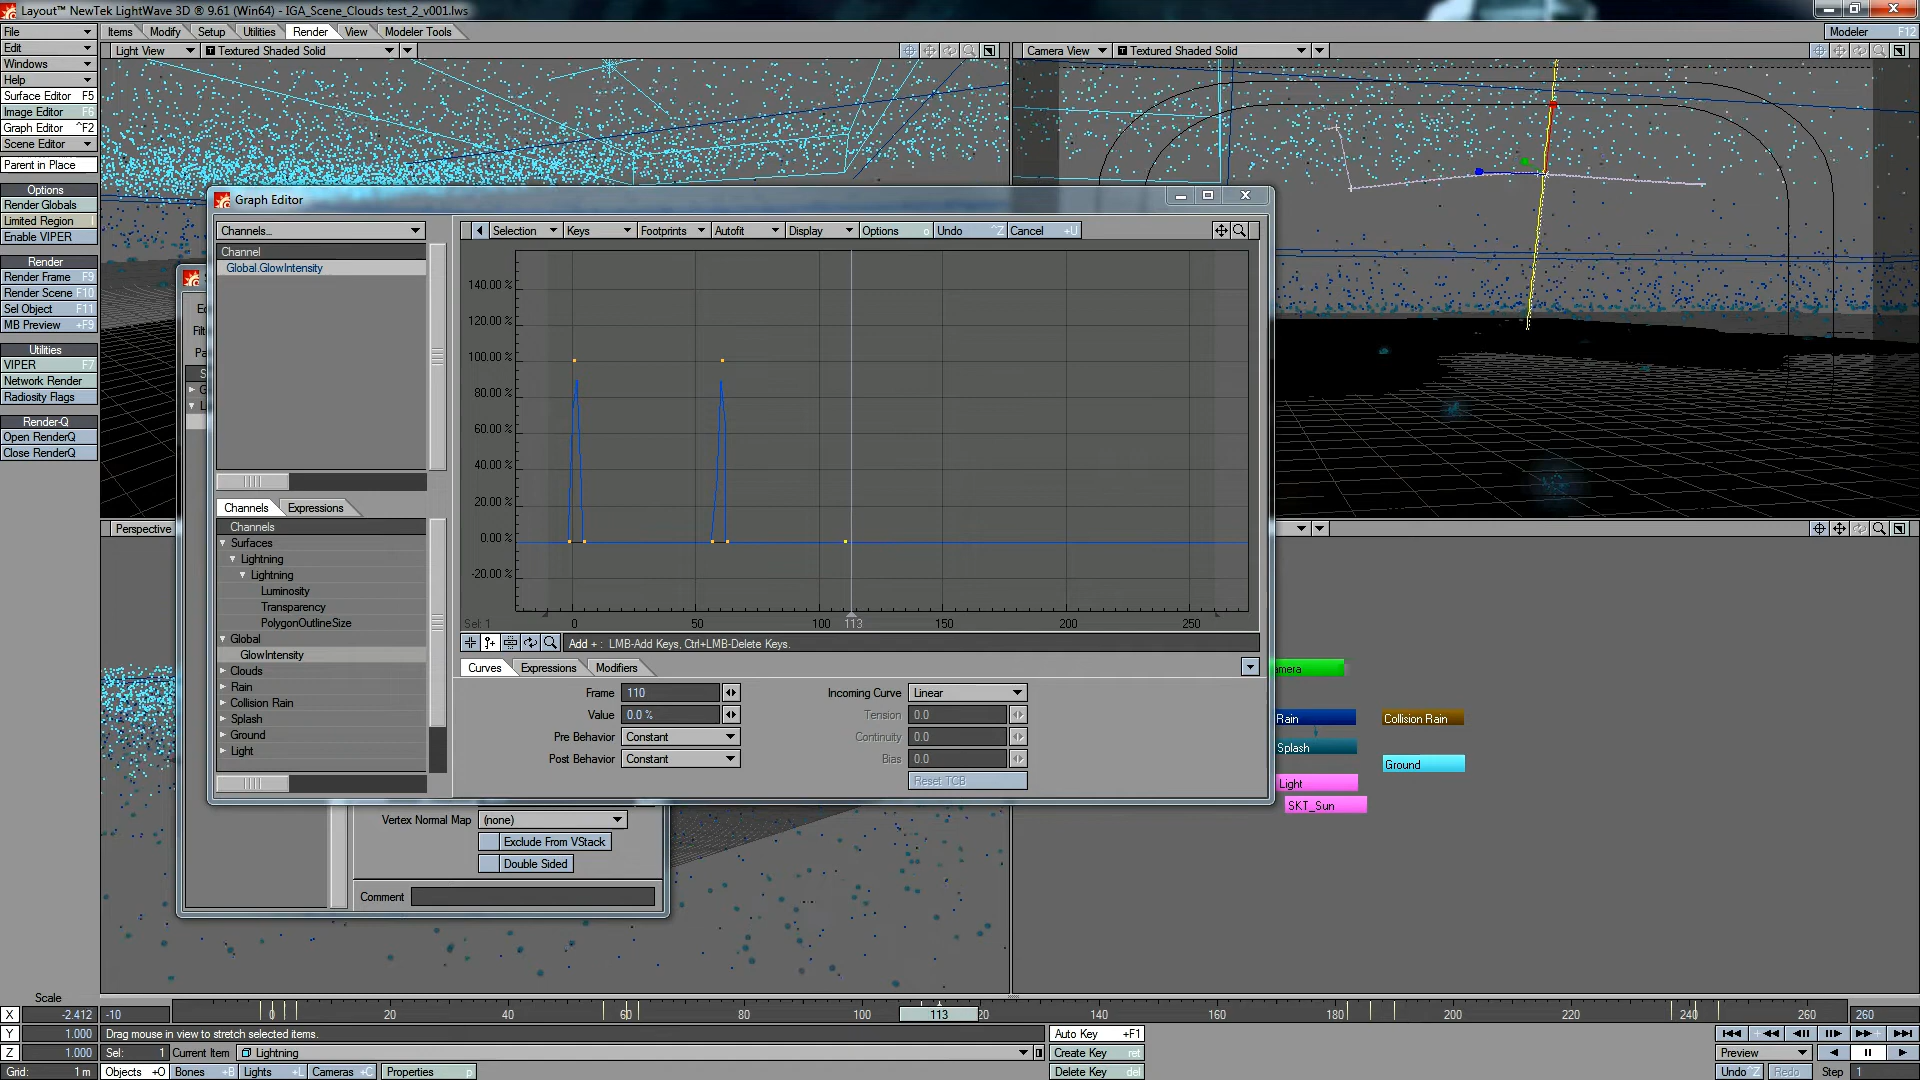 Layout™ NewTek LightWave 3D ® 9.61 (Win64) - IGA_Scene_Clouds test_2_v001.lws
File Items Modify Setup Utilities Render View Modeler Tools Modeler F12
Edit Light View Textured Shaded Solid Camera View Textured Shaded Solid
Windows
Help
Surface Editor F5
Image Editor F6
Graph Editor ^F2
Scene Editor
Parent in Place
Options
Render Globals
Limited Region l
Enable VIPER
Render
Render Frame F9
Render Scene F10
Sel Object F11
MB Preview +F9
Utilities
VIPER F7
Network Render
Radiosity Flags
Render-Q
Open RenderQ
Close RenderQ
Graph Editor
Channels...
Selection Keys Footprints Autofit Display Options o Undo ^Z Cancel +U
Channel
Global.GlowIntensity
140.00 %
120.00 %
100.00 %
80.00 %
60.00 %
40.00 %
20.00 %
0.00 %
-20.00 %
Sel: 1 0 50 100 113 150 200 250
Channels Expressions
Channels
Surfaces
Lightning
Lightning
Luminosity
Transparency
PolygonOutlineSize
Global
GlowIntensity
Clouds
Rain
Collision Rain
Splash
Ground
Light
Add + : LMB-Add Keys, Ctrl+LMB-Delete Keys.
Curves Expressions Modifiers
Frame 110 Incoming Curve Linear
Value 0.0 % Tension 0.0
Pre Behavior Constant Continuity 0.0
Post Behavior Constant Bias 0.0
Reset TCB
Perspective
amera
Rain Collision Rain
Splash
Ground
Light
SKT_Sun
Vertex Normal Map (none)
Exclude From VStack
Double Sided
Comment
Scale
X -2.412 -10 0 20 40 60 80 100 113 20 140 160 180 200 220 240 260 260
Y 1.000 Drag mouse in view to stretch selected items. Auto Key +F1
Z 1.000 Sel: 1 Current Item Lightning Create Key ret Preview
Grid: 1 m Objects +O Bones +B Lights +L Cameras +C Properties p Delete Key del Undo ^Z Redo Step 1